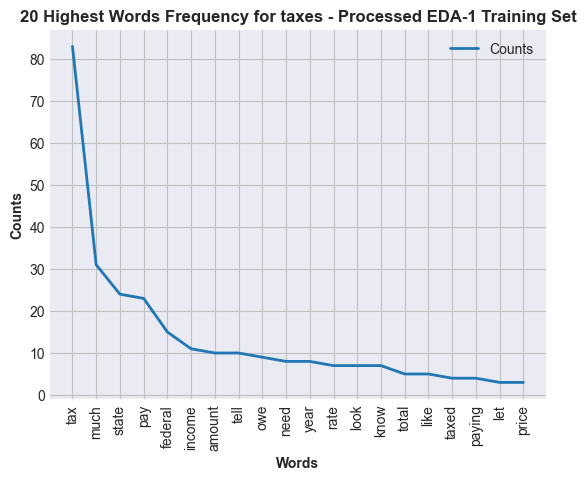 20 Highest Words Frequency for taxes - Processed EDA-1 Training Set
Counts
80
70
60
50
40
30
20
10
0
Counts
tax
much
state
pay
federal
income
amount
tell
owe
need
year
rate
look
know
total
like
taxed
paying
let
price
Words